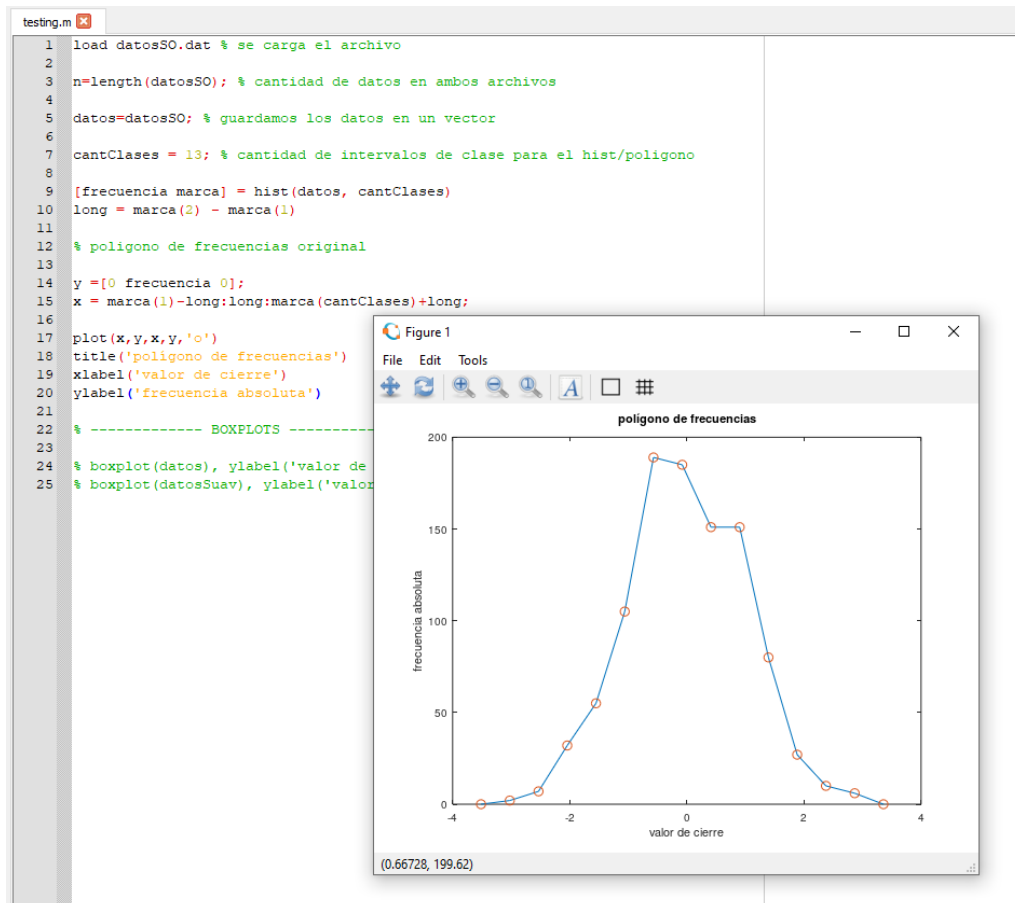 testing.m
1 load datosSO.dat % se carga el archivo
2
3 n=length(datosSO); % cantidad de datos en ambos archivos
4
5 datos=datosSO; % guardamos los datos en un vector
6
7 cantClases = 13; % cantidad de intervalos de clase para el hist/poligono
8
9 [frecuencia marca] = hist(datos, cantClases)
10 long = marca(2) - marca(1)
11
12 % poligono de frecuencias original
13
14 y =[0 frecuencia 0];
15 x = marca(1)-long:long:marca(cantClases)+long;
16
17 plot(x,y,x,y,'o')
18 title('poligono de frecuencias')
19 xlabel('valor de cierre')
20 ylabel('frecuencia absoluta')
21
22 % ------------- BOXPLOTS ----------
23
24 % boxplot(datos), ylabel('valor de
25 % boxplot(datosSuav), ylabel('valor
Figure 1
File Edit Tools
A
poligono de frecuencias
200
150
100
50
0
frecuencia absoluta
-4 -2 0 2 4
valor de cierre
(0.66728, 199.62)